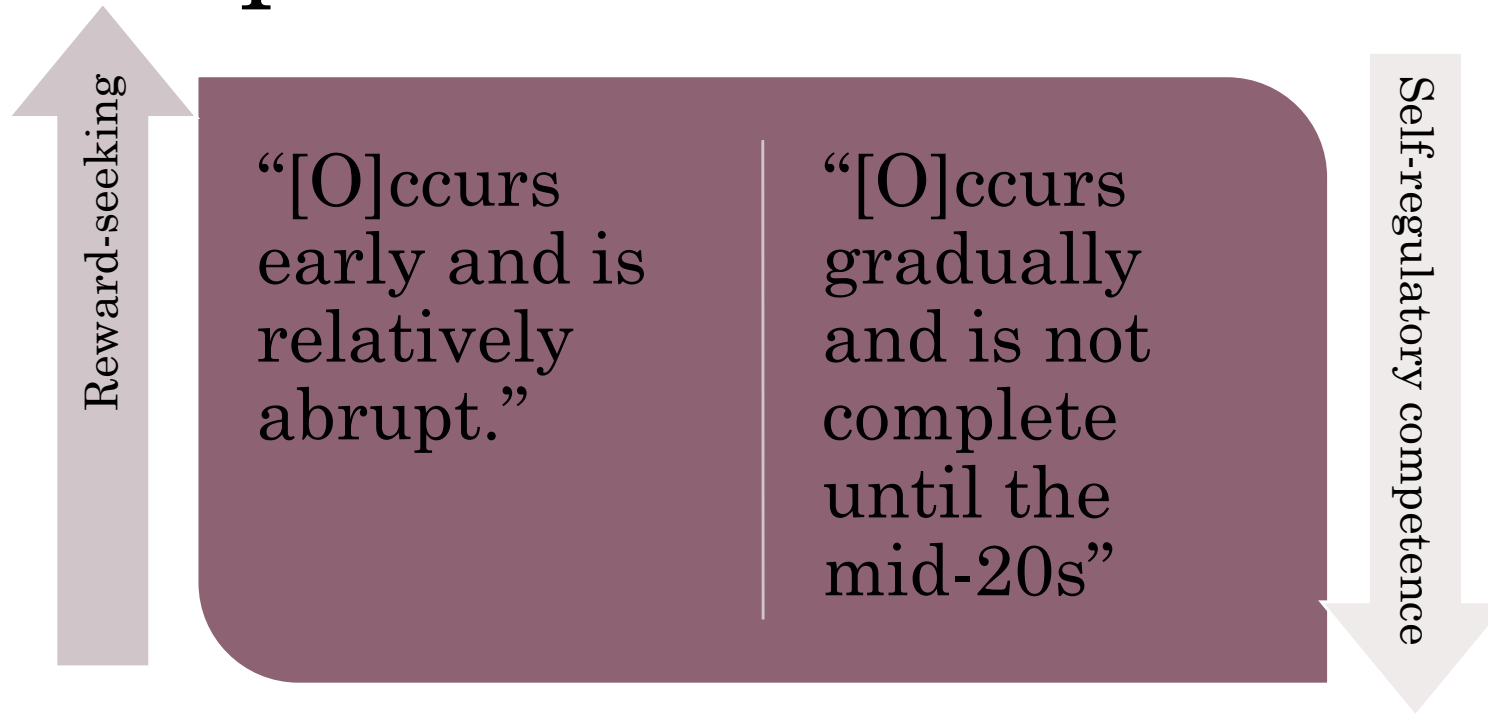 Reward-seeking
“[O]ccurs
early and is
relatively
abrupt.”
“[O]ccurs
gradually
and is not
complete
until the
mid-20s”
Self-regulatory competence